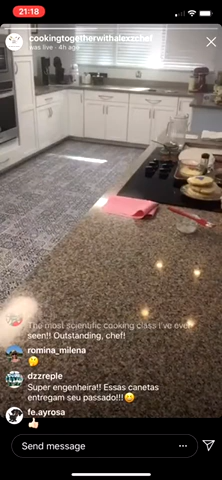 21:18
cookingtogetherwithalexzchef
was live · 4h ago
The most scientific cooking class I've ever
seen!! Outstanding, chef!
romina_milena
🤔
dzzreple
Super engenheira!! Essas canetas
entregam seu passado!!!😄
fe.ayrosa
👍🏻
Send message